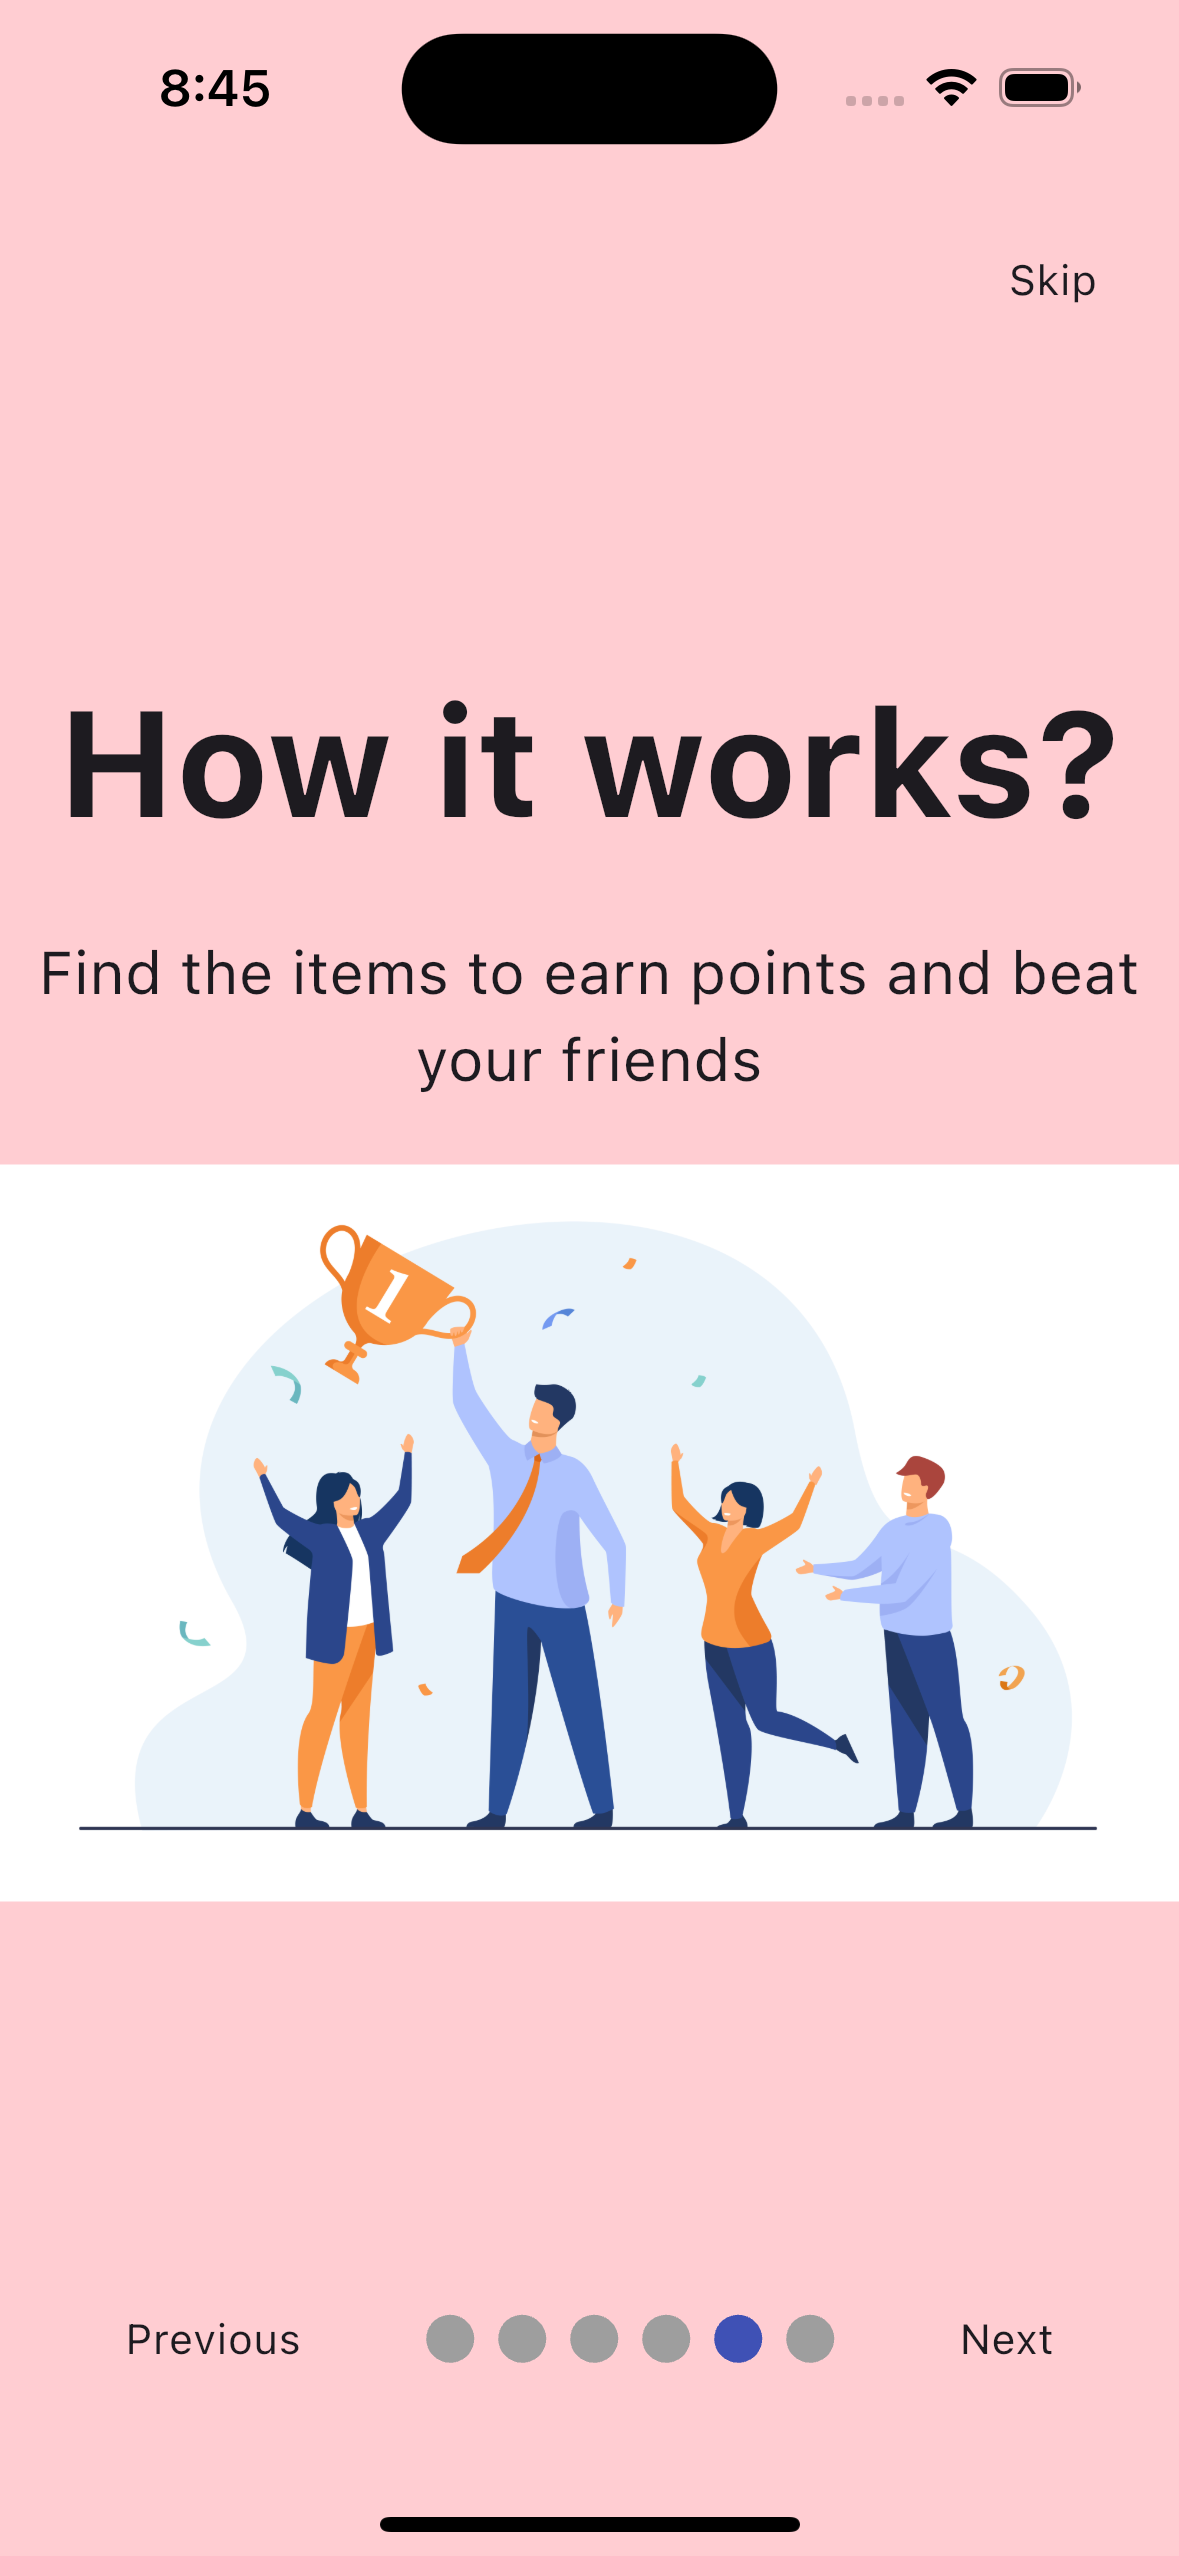 8:45
Skip
How it works?
Find the items to earn points and beat
your friends
1
Previous
Next